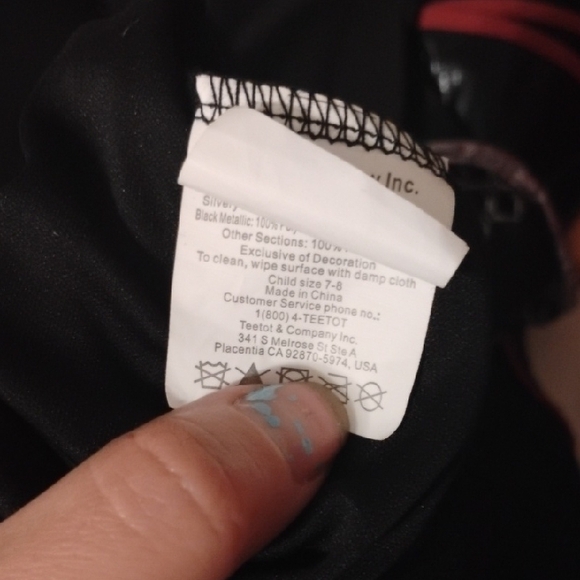 Inc.
Black Metallic: 100%
Other Sections: 100%
Exclusive of Decoration
To clean, wipe surface with damp cloth
Child size 7-8
Made in China
Customer Service phone no.:
1(800) 4-TEETOT
Teetot & Company Inc.
341 S Melrose St Ste A
Placentia CA 92870-5974, USA